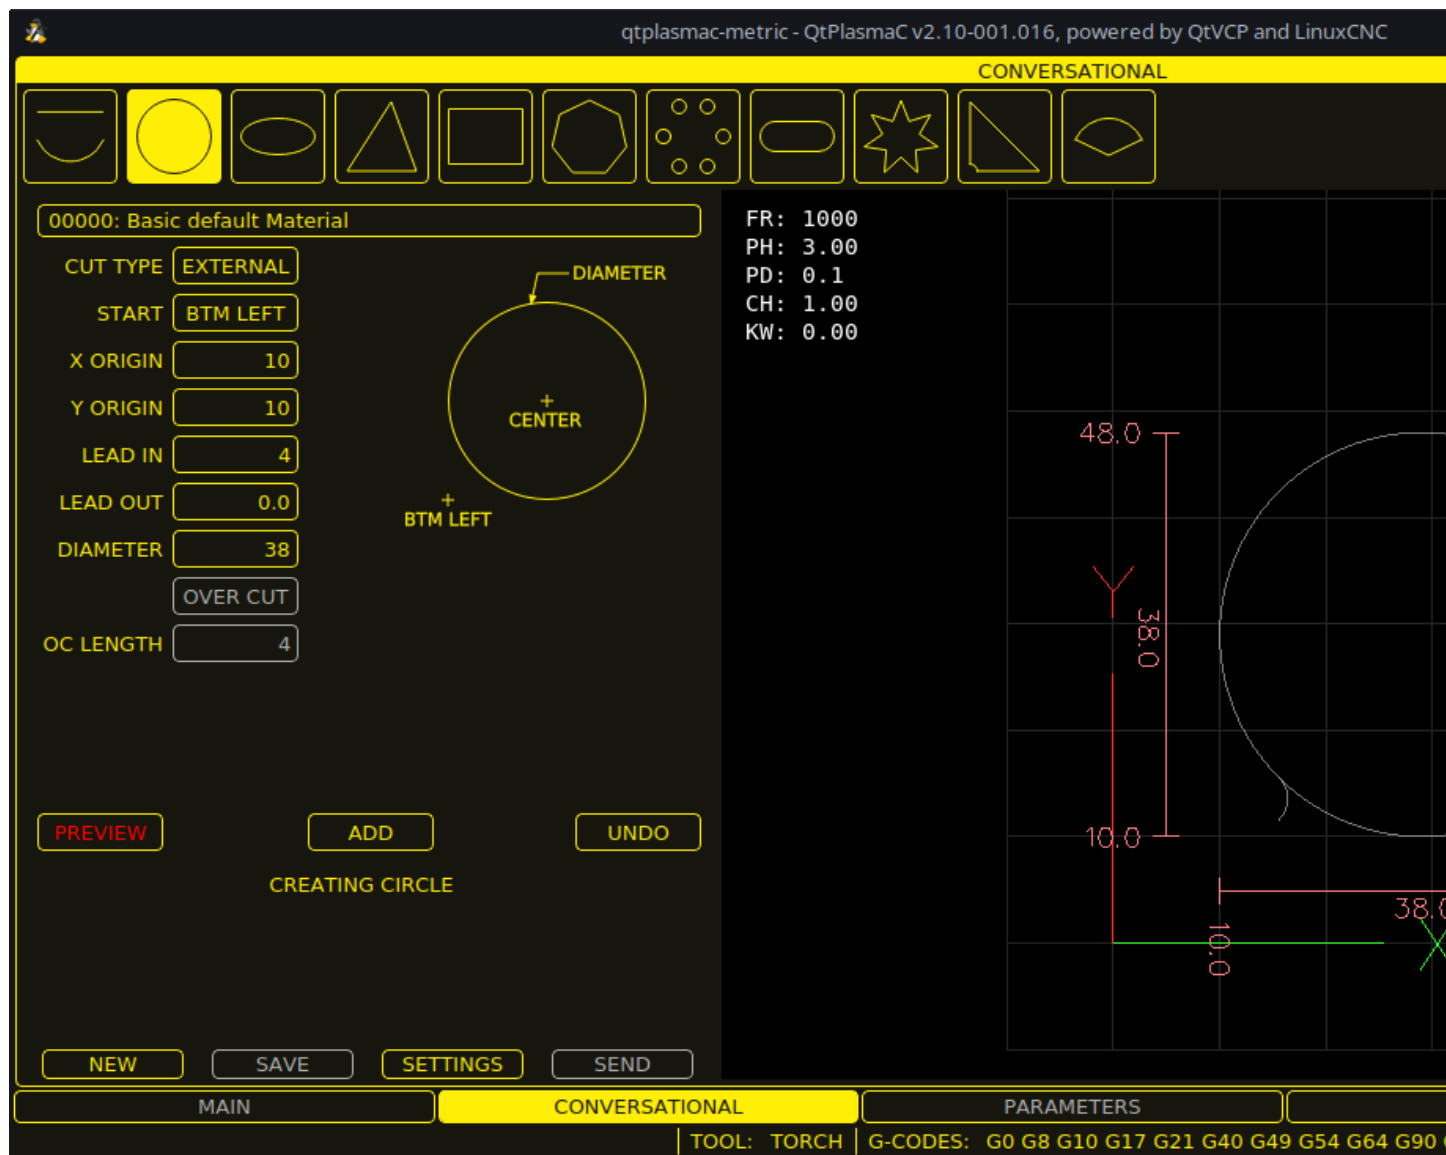 qtplasmac-metric - QtPlasmaC v2.10-001.016, powered by QtVCP and LinuxCNC
CONVERSATIONAL
00000: Basic default Material
CUT TYPE EXTERNAL
START BTM LEFT
X ORIGIN 10
Y ORIGIN 10
LEAD IN 4
LEAD OUT 0.0
DIAMETER 38
OVER CUT
OC LENGTH 4
DIAMETER
CENTER
BTM LEFT
PREVIEW ADD UNDO
CREATING CIRCLE
NEW SAVE SETTINGS SEND
FR: 1000
PH: 3.00
PD: 0.1
CH: 1.00
KW: 0.00
48.0
Y
38.0
10.0
38.0
10.0
X
MAIN CONVERSATIONAL PARAMETERS
TOOL: TORCH G-CODES: G0 G8 G10 G17 G21 G40 G49 G54 G64 G90